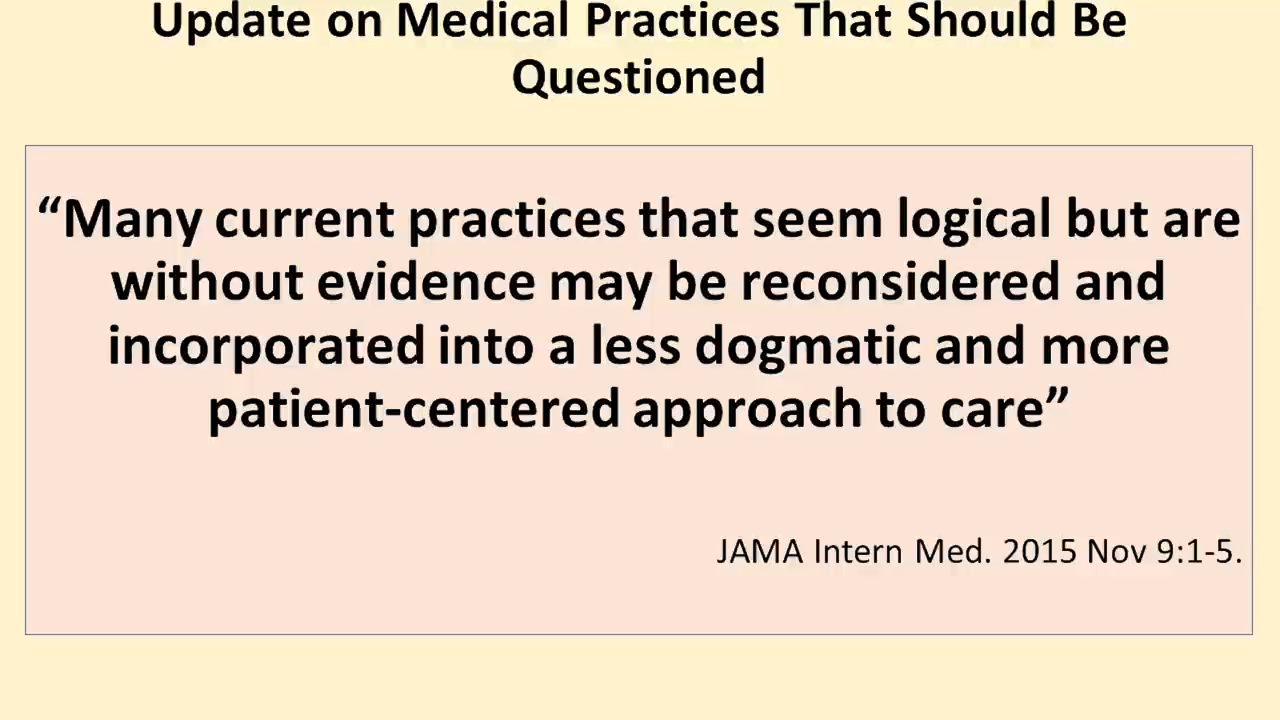 Update on Medical Practices That Should Be
Questioned
“Many current practices that seem logical but are
without evidence may be reconsidered and
incorporated into a less dogmatic and more
patient-centered approach to care”
JAMA Intern Med. 2015 Nov 9:1-5.